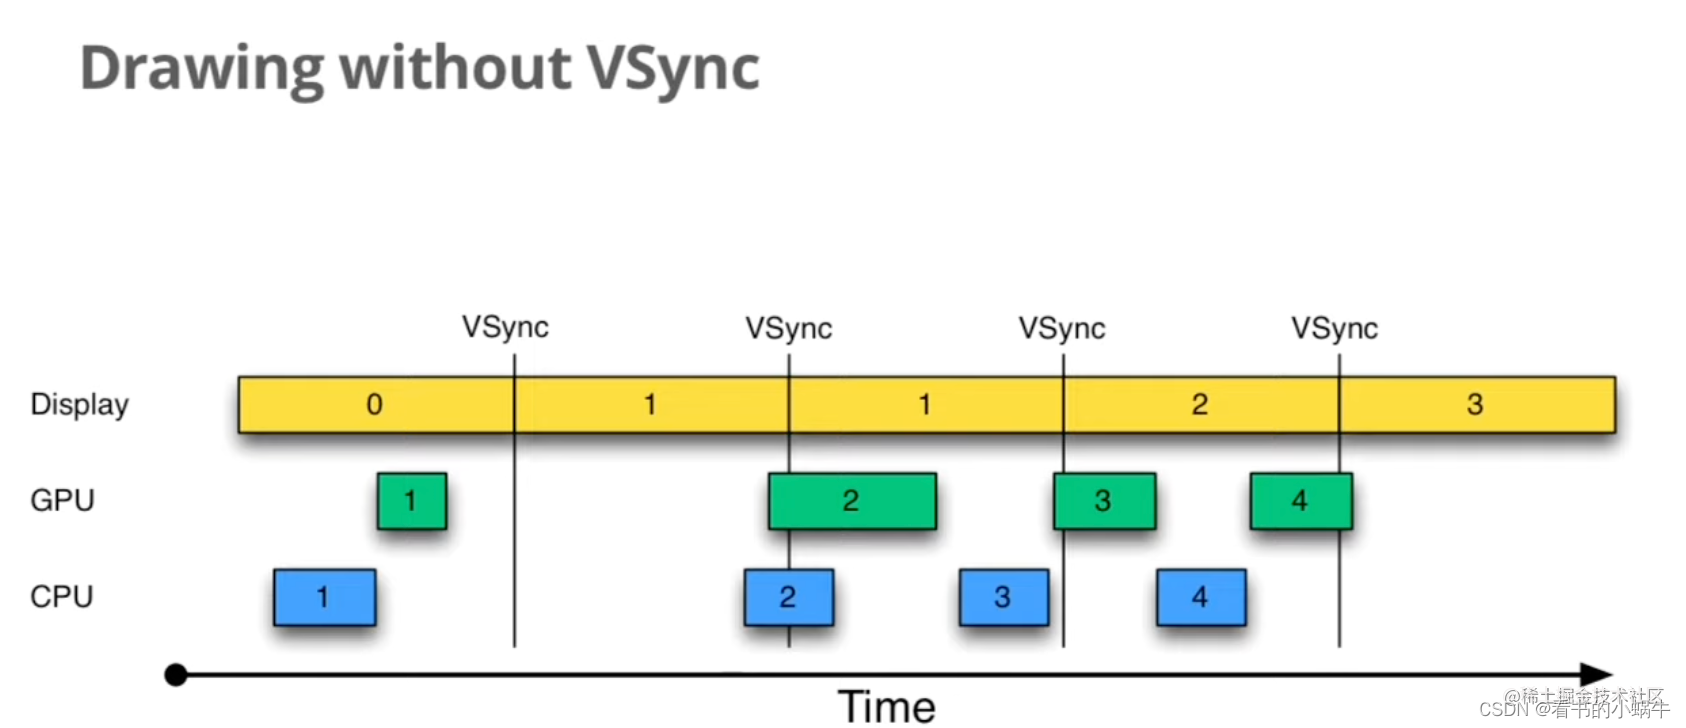 Drawing without VSync
VSync VSync VSync VSync
Display 0 1 1 2 3
GPU 1 2 3 4
CPU 1 2 3 4
Time
@稀土掘金技术社区
CSDN @看书的小蜗牛